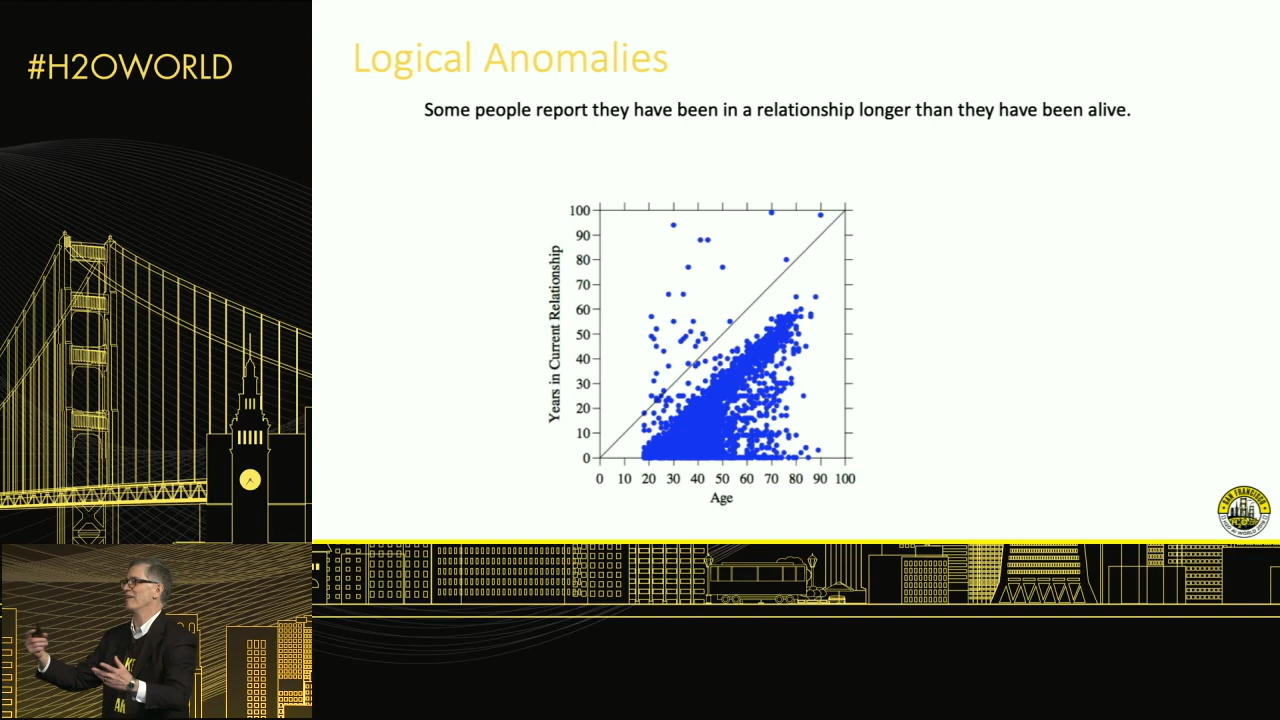 #H2OWORLD
Logical Anomalies
Some people report they have been in a relationship longer than they have been alive.
100
90
80
70
60
50
40
30
20
10
0
Years in Current Relationship
0 10 20 30 40 50 60 70 80 90 100
Age
SAN FRANCISCO